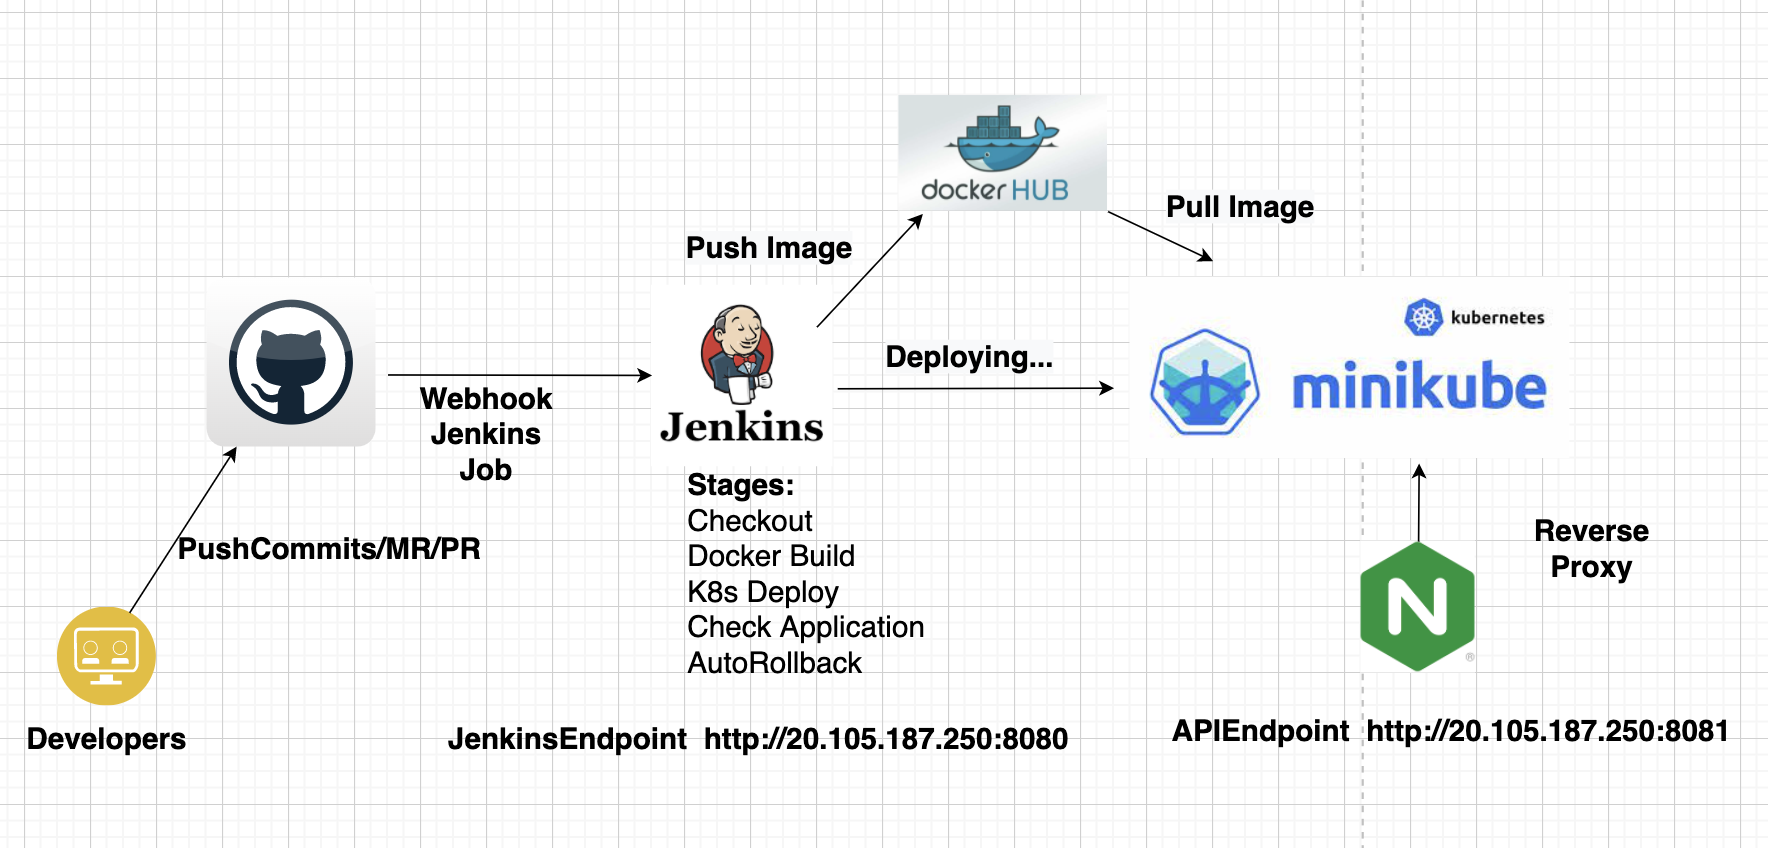 docker HUB
Pull Image
Push Image
kubernetes
minikube
Deploying...
Jenkins
Webhook
Jenkins
Job
Stages:
Checkout
Docker Build
K8s Deploy
Check Application
AutoRollback
PushCommits/MR/PR
Reverse
Proxy
N
®
Developers
JenkinsEndpoint http://20.105.187.250:8080
APIEndpoint http://20.105.187.250:8081